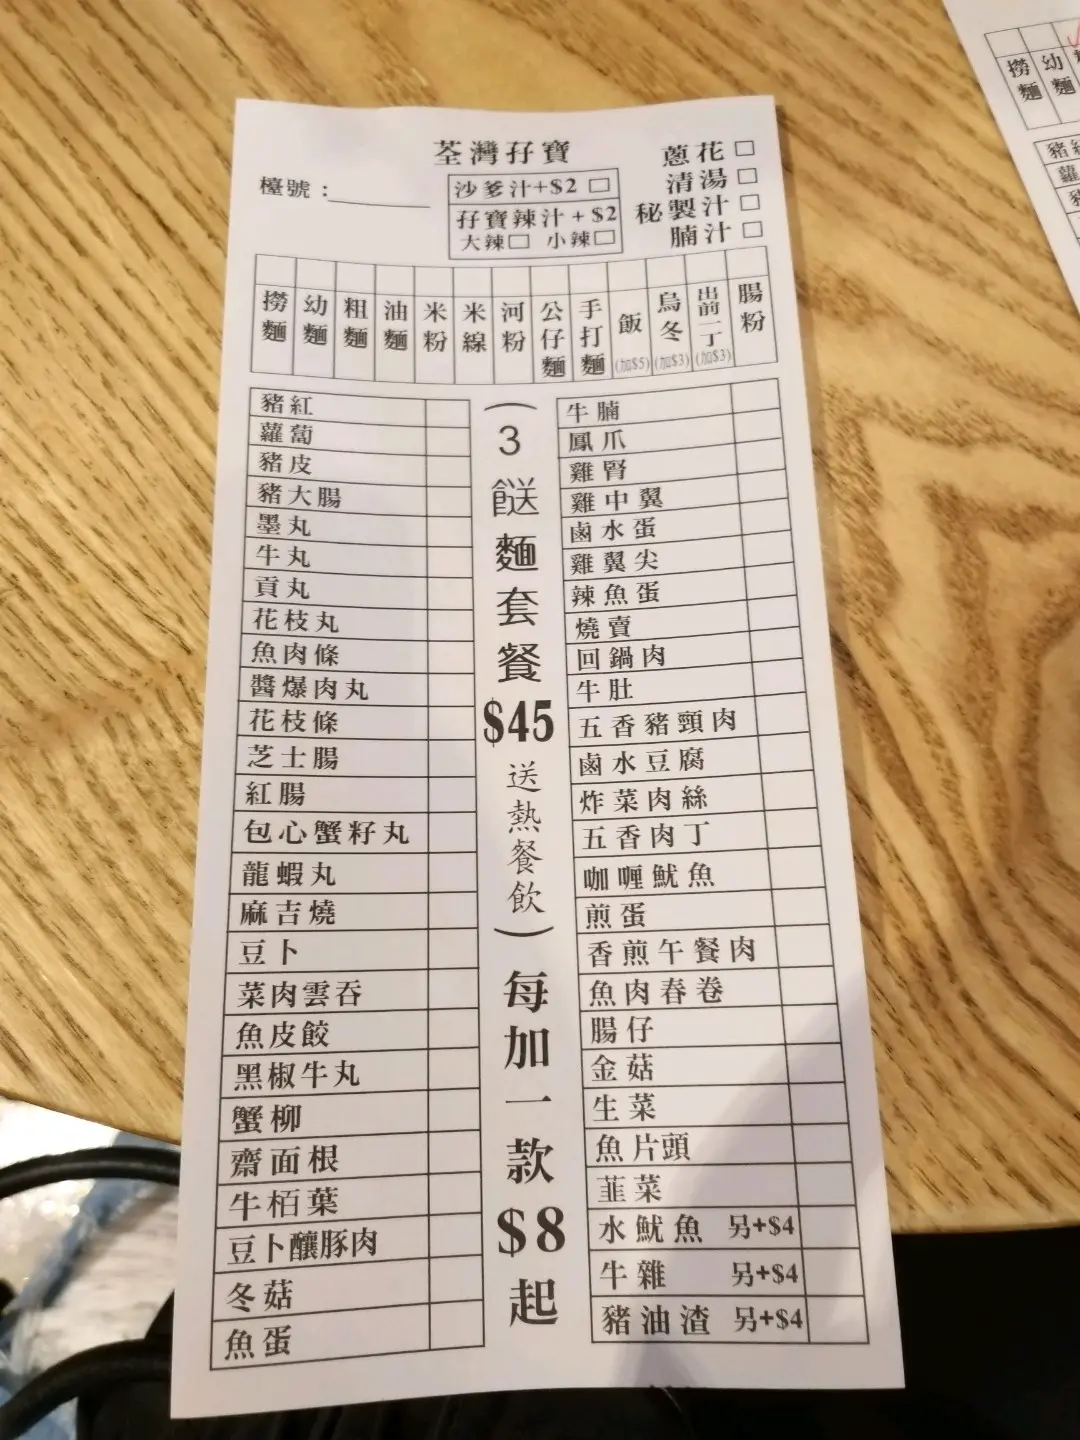 荃灣孖寶
檯號：
沙爹汁+$2
孖寶辣汁+$2
大辣 小辣
蔥花
清湯
秘製汁
腩汁
撈麵
幼麵
粗麵
油麵
米粉
米線
河粉
公仔麵
手打麵
飯(加$5)
烏冬(加$3)
出前一丁(加$3)
腸粉
豬紅
蘿蔔
豬皮
豬大腸
墨丸
牛丸
貢丸
花枝丸
魚肉條
醬爆肉丸
花枝條
芝士腸
紅腸
包心蟹籽丸
龍蝦丸
麻吉燒
豆卜
菜肉雲吞
魚皮餃
黑椒牛丸
蟹柳
齋面根
牛栢葉
豆卜釀豚肉
冬菇
魚蛋
(3餸麵套餐$45送熱餐飲)每加一款$8起
牛腩
鳳爪
雞腎
雞中翼
鹵水蛋
雞翼尖
辣魚蛋
燒賣
回鍋肉
牛肚
五香豬頸肉
鹵水豆腐
炸菜肉絲
五香肉丁
咖喱魷魚
煎蛋
香煎午餐肉
魚肉春卷
腸仔
金菇
生菜
魚片頭
韮菜
水魷魚 另+$4
牛雜 另+$4
豬油渣 另+$4
撈麵
幼麵